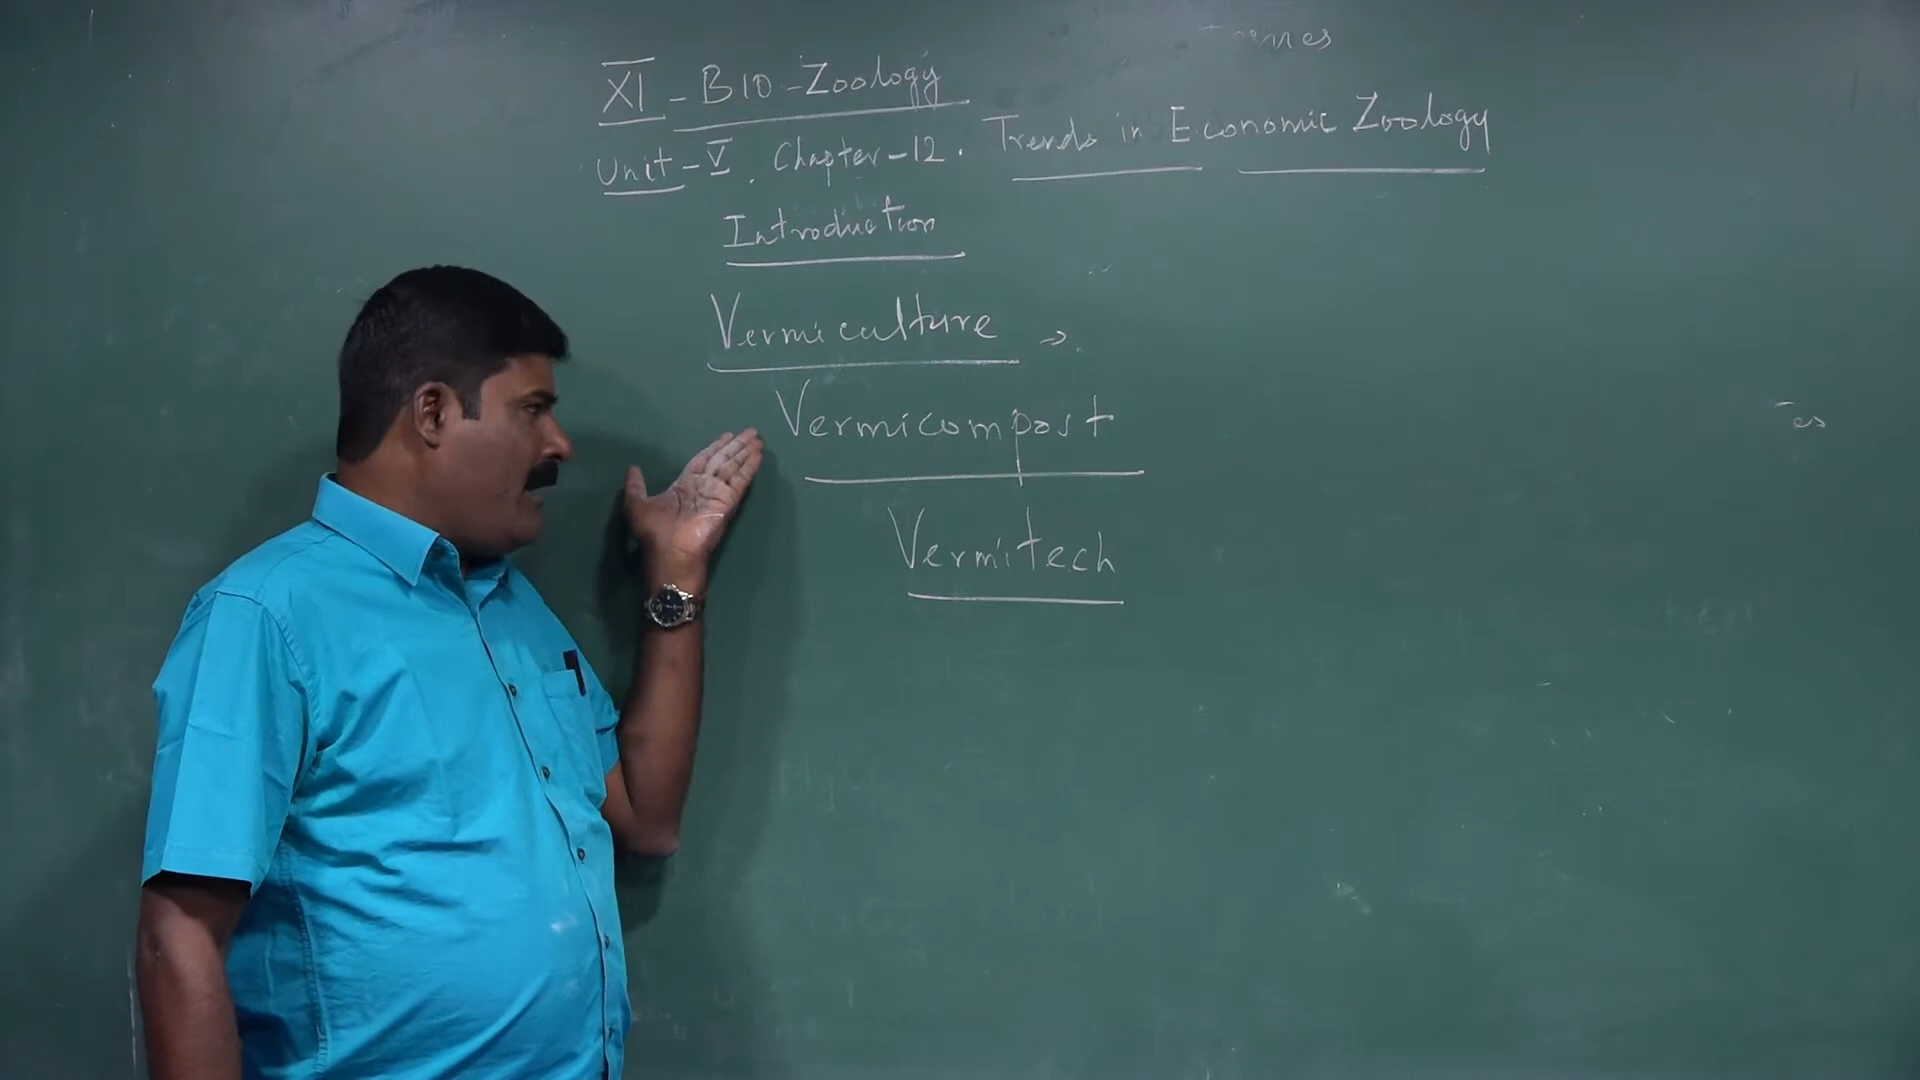 XI - BIO - Zoology
Unit - V. Chapter - 12. Trends in Economic Zoology
Introduction
Vermiculture →
Vermicompost
Vermitech